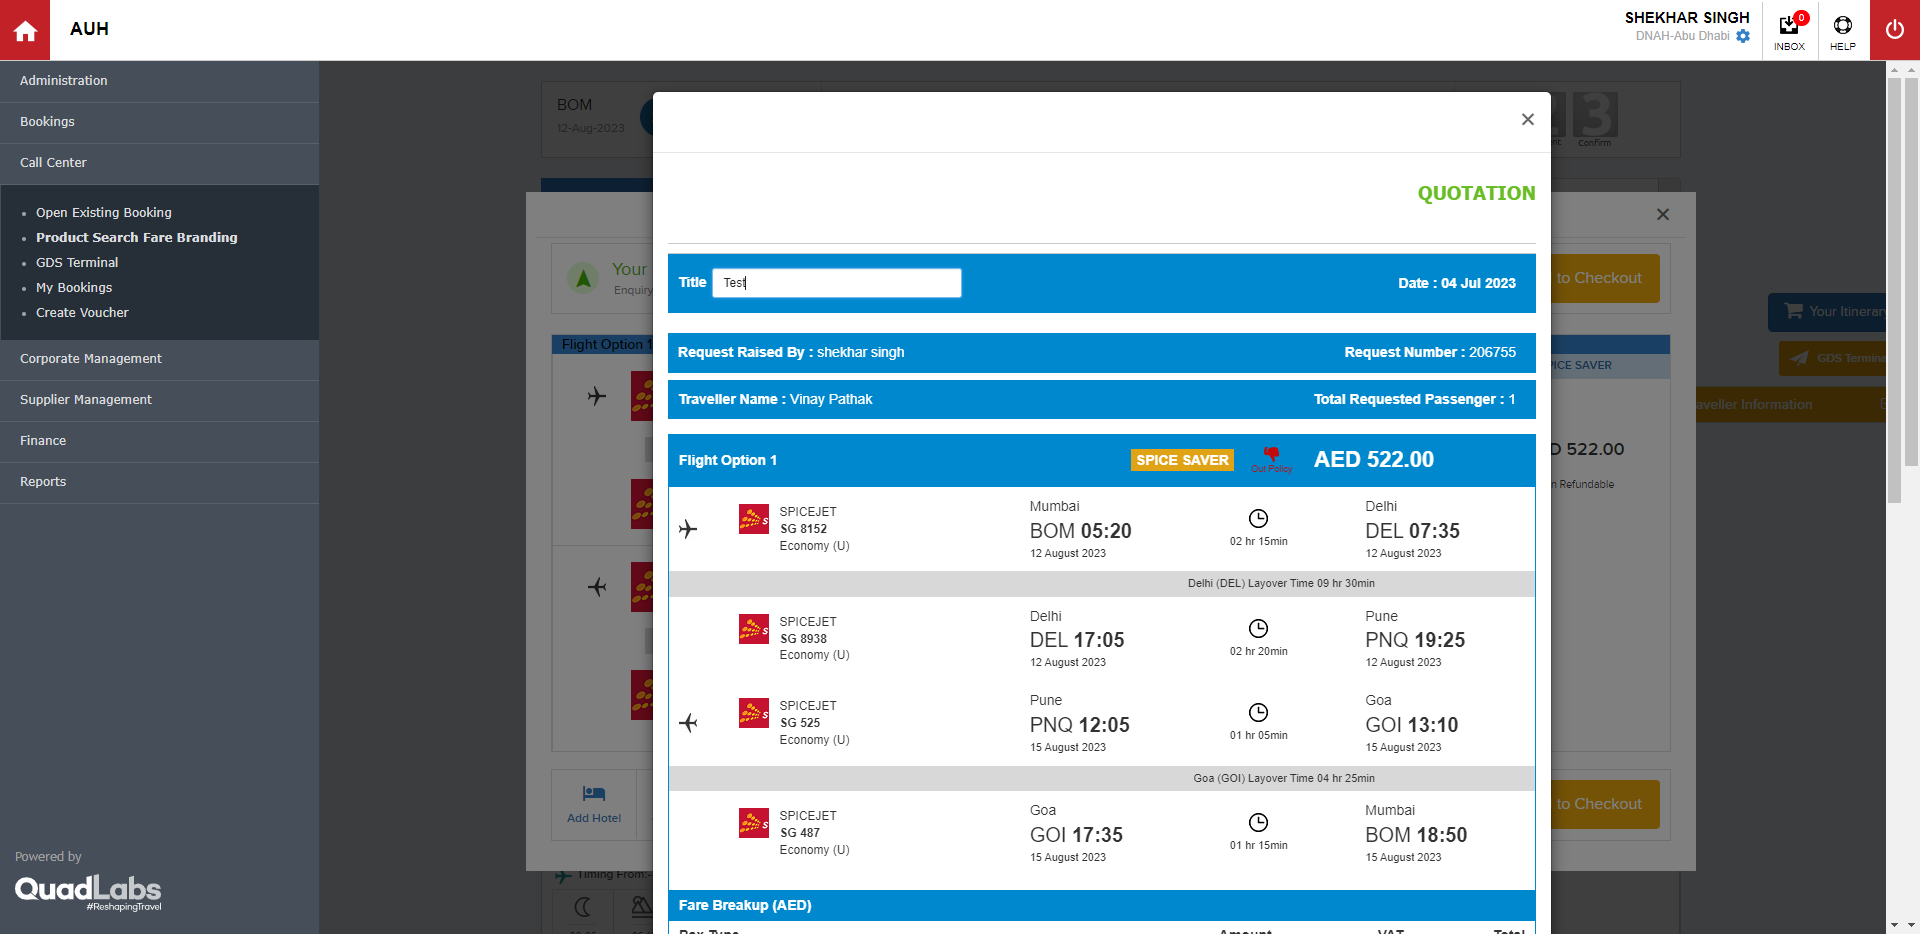 AUH
SHEKHAR SINGH
DNAH-Abu Dhabi
0
INBOX
HELP
Administration
Bookings
Call Center
Open Existing Booking
Product Search Fare Branding
GDS Terminal
My Bookings
Create Voucher
Corporate Management
Supplier Management
Finance
Reports
Powered by
QuadLabs
#ReshapingTravel
BOM
12-Aug-2023
3
Confirm
QUOTATION
Your
Enquiry
to Checkout
Title Test
Date : 04 Jul 2023
Your Itinerary
GDS Terminal
Flight Option 1
SPICE SAVER
Request Raised By : shekhar singh
Request Number : 206755
Traveller Name : Vinay Pathak
Total Requested Passenger : 1
Traveller Information
Flight Option 1
SPICE SAVER
Out Policy
AED 522.00
522.00
Refundable
SPICEJET
SG 8152
Economy (U)
Mumbai
BOM 05:20
12 August 2023
02 hr 15min
Delhi
DEL 07:35
12 August 2023
Delhi (DEL) Layover Time 09 hr 30min
SPICEJET
SG 8938
Economy (U)
Delhi
DEL 17:05
12 August 2023
02 hr 20min
Pune
PNQ 19:25
12 August 2023
SPICEJET
SG 525
Economy (U)
Pune
PNQ 12:05
15 August 2023
01 hr 05min
Goa
GOI 13:10
15 August 2023
Goa (GOI) Layover Time 04 hr 25min
SPICEJET
SG 487
Economy (U)
Goa
GOI 17:35
15 August 2023
01 hr 15min
Mumbai
BOM 18:50
15 August 2023
Add Hotel
to Checkout
Timing From:-
Fare Breakup (AED)
Pax Type
Amount
VAT
Total